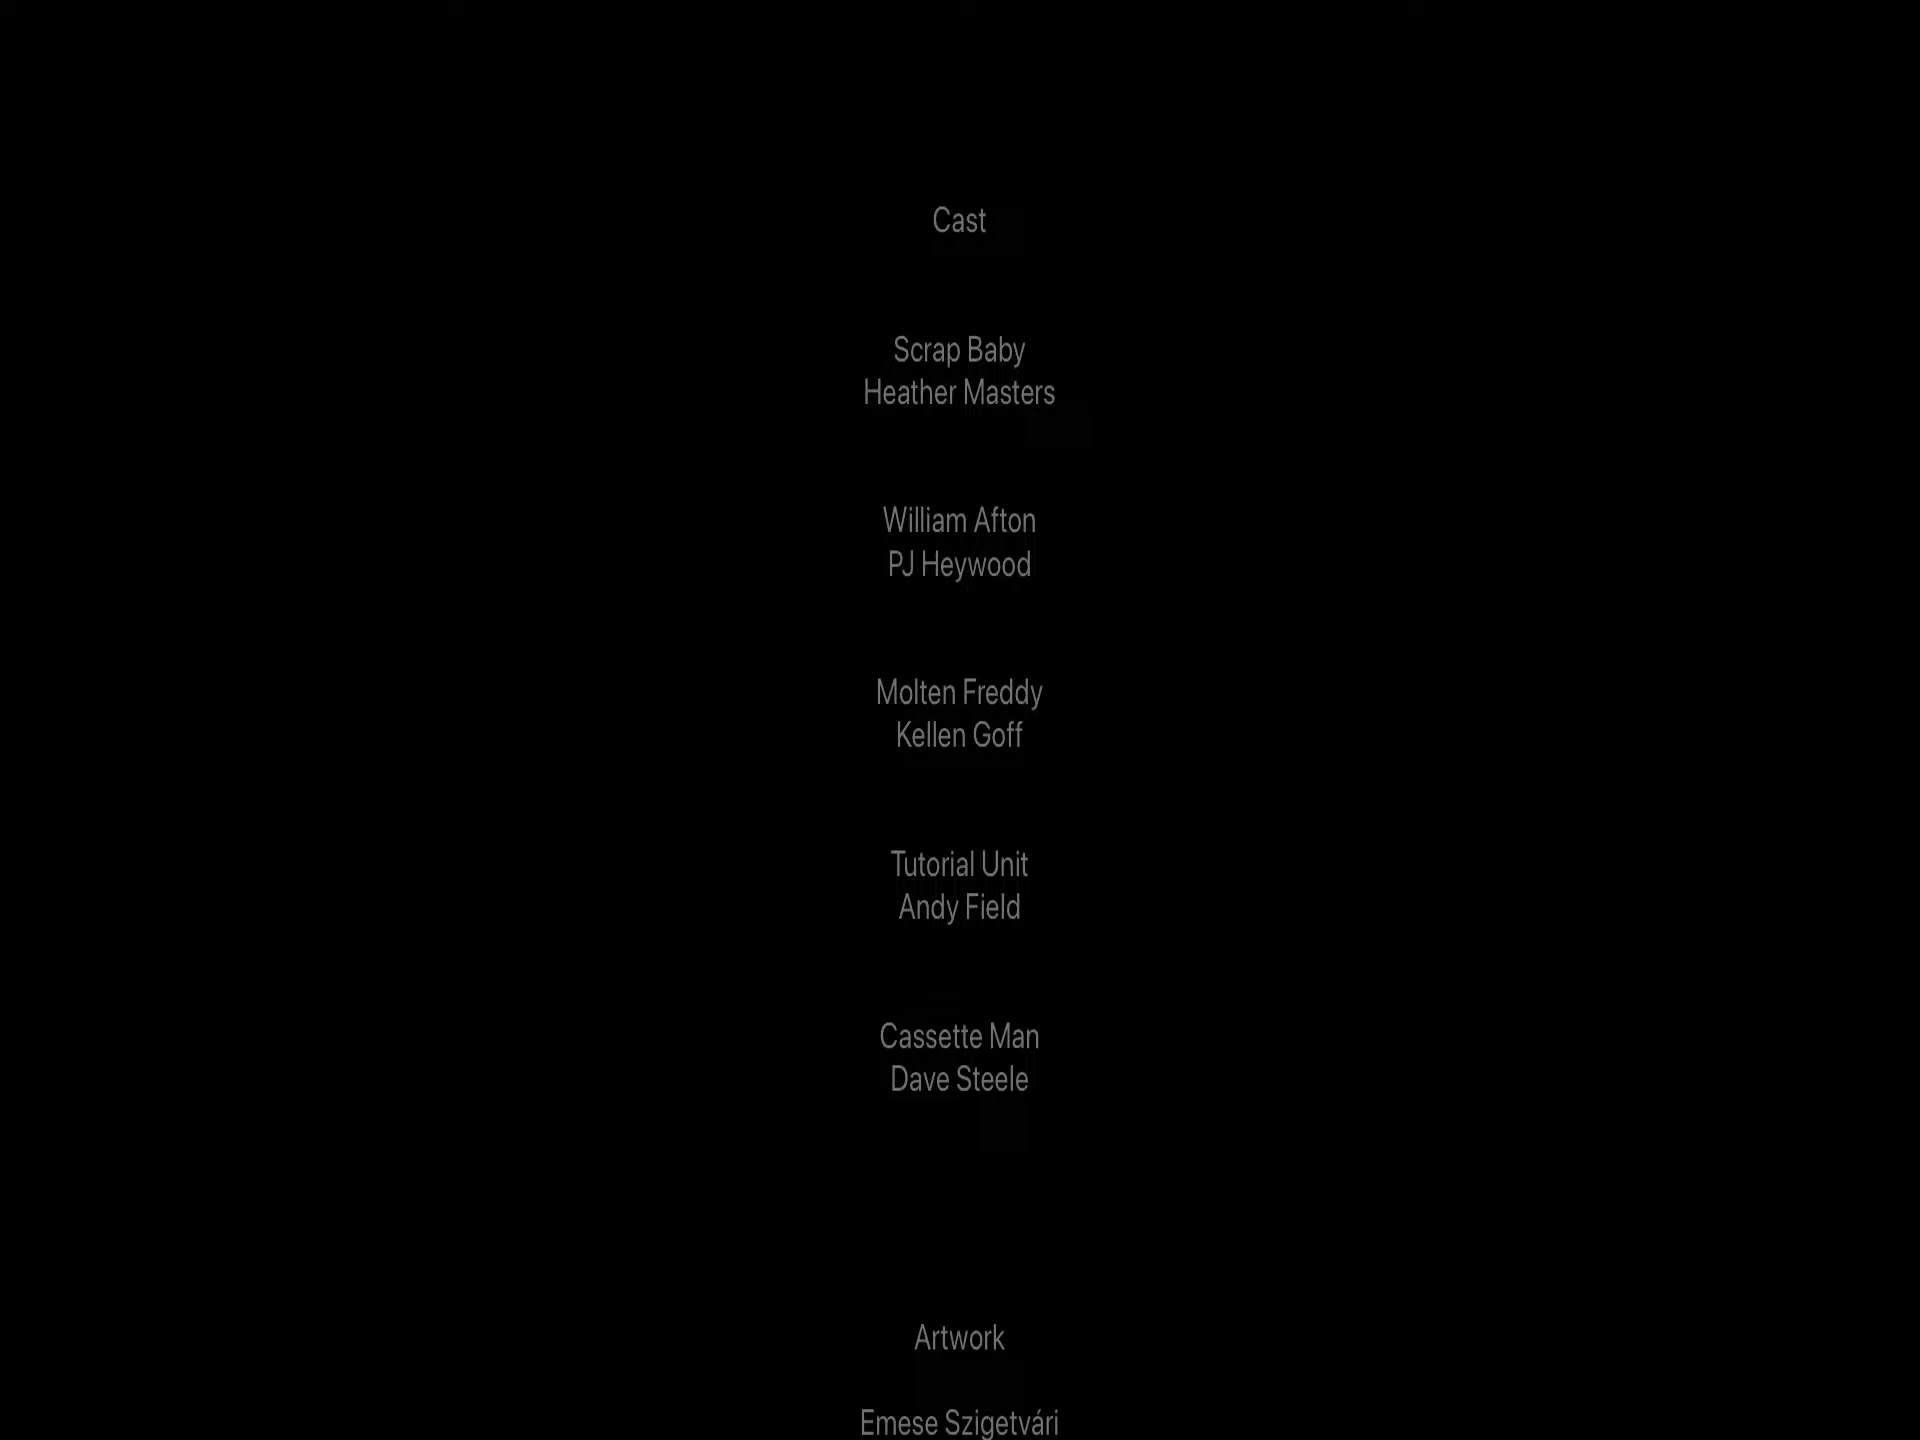 Cast
Scrap Baby
Heather Masters
William Afton
PJ Heywood
Molten Freddy
Kellen Goff
Tutorial Unit
Andy Field
Cassette Man
Dave Steele
Artwork
Emese Szigetvári